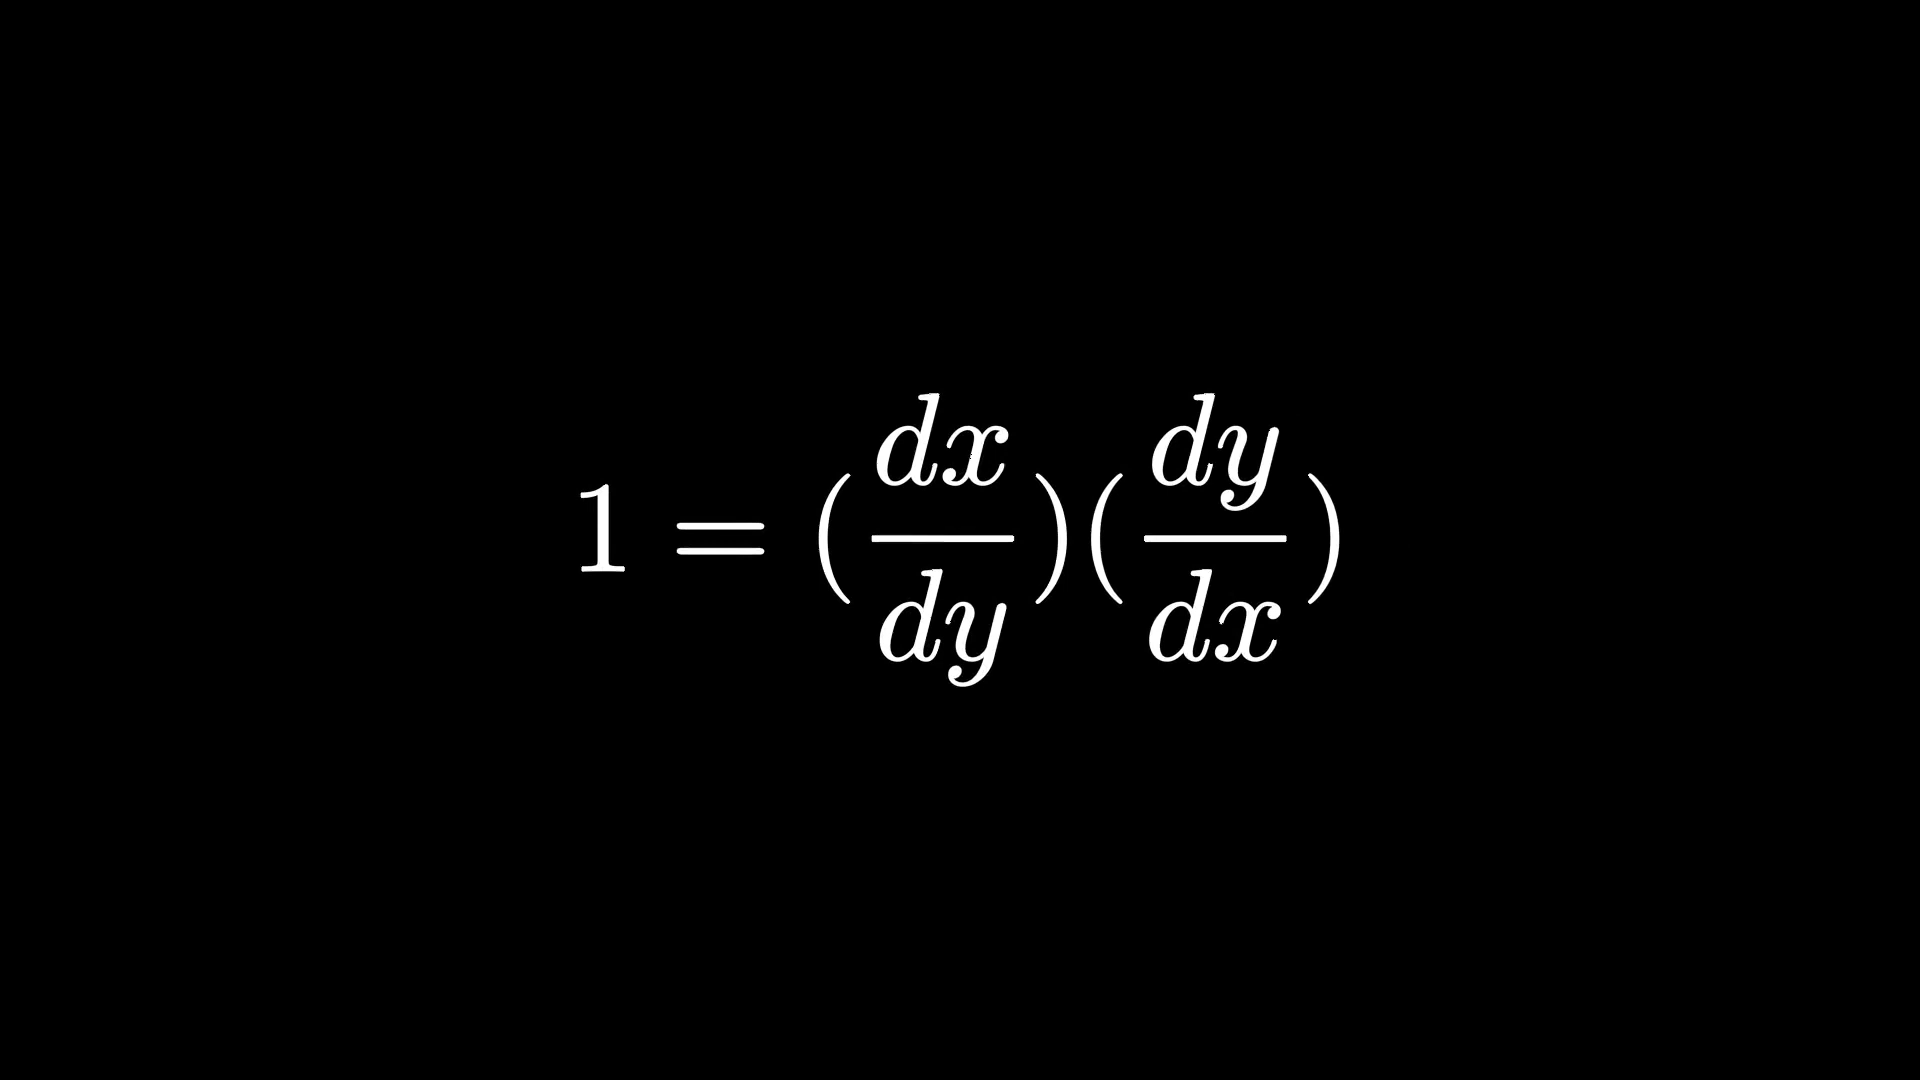 1 = (dx/dy)(dy/dx)